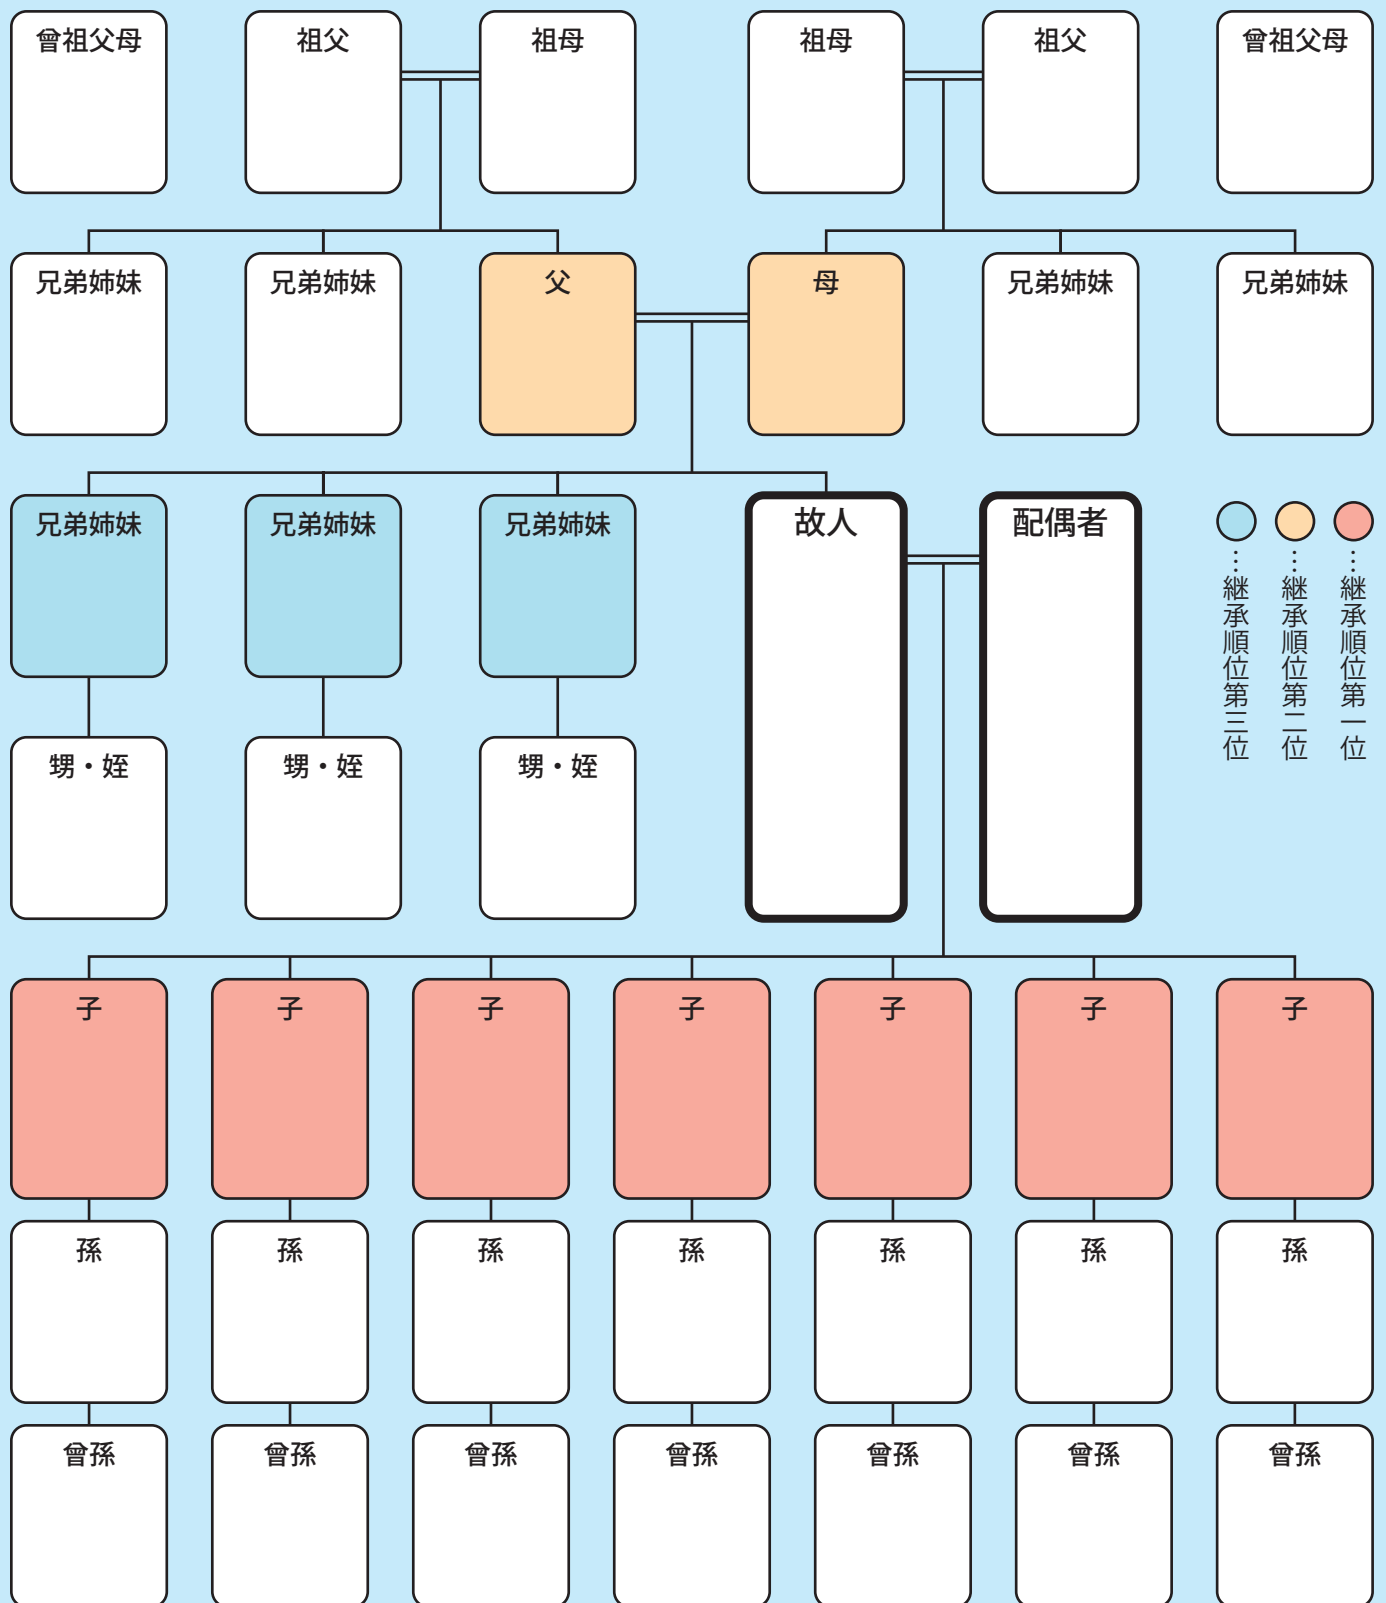 曾祖父母
祖父
祖母
祖母
祖父
曾祖父母
兄弟姉妹
兄弟姉妹
父
母
兄弟姉妹
兄弟姉妹
兄弟姉妹
兄弟姉妹
兄弟姉妹
故人
配偶者
…継承順位第一位
…継承順位第二位
…継承順位第三位
甥・姪
甥・姪
甥・姪
子
子
子
子
子
子
子
孫
孫
孫
孫
孫
孫
孫
曾孫
曾孫
曾孫
曾孫
曾孫
曾孫
曾孫